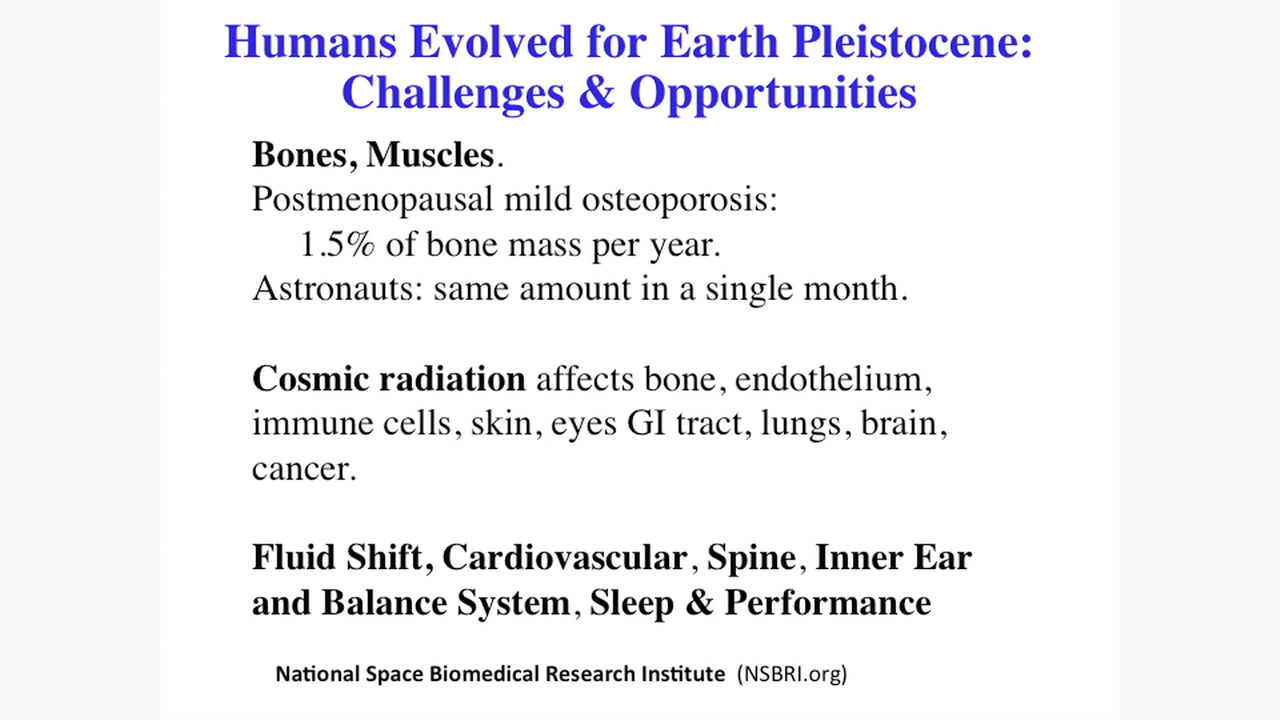 Humans Evolved for Earth Pleistocene:
Challenges & Opportunities
Bones, Muscles.
Postmenopausal mild osteoporosis:
1.5% of bone mass per year.
Astronauts: same amount in a single month.
Cosmic radiation affects bone, endothelium,
immune cells, skin, eyes GI tract, lungs, brain,
cancer.
Fluid Shift, Cardiovascular, Spine, Inner Ear
and Balance System, Sleep & Performance
National Space Biomedical Research Institute (NSBRI.org)